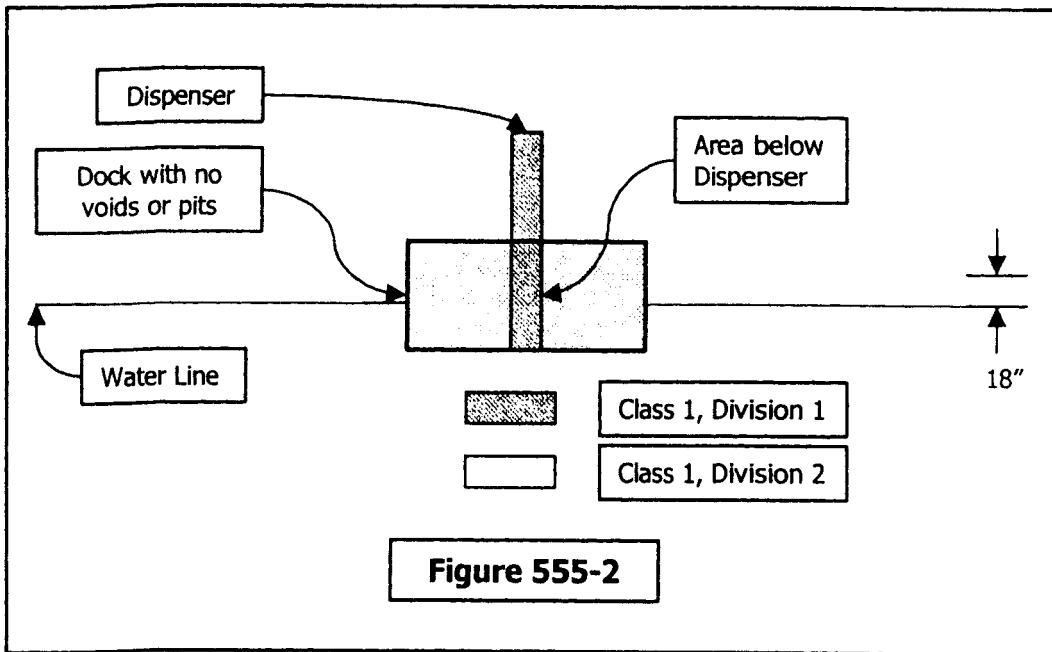 Dispenser
Dock with no
voids or pits
Area below
Dispenser
Water Line
18"
Class 1, Division 1
Class 1, Division 2
Figure 555-2